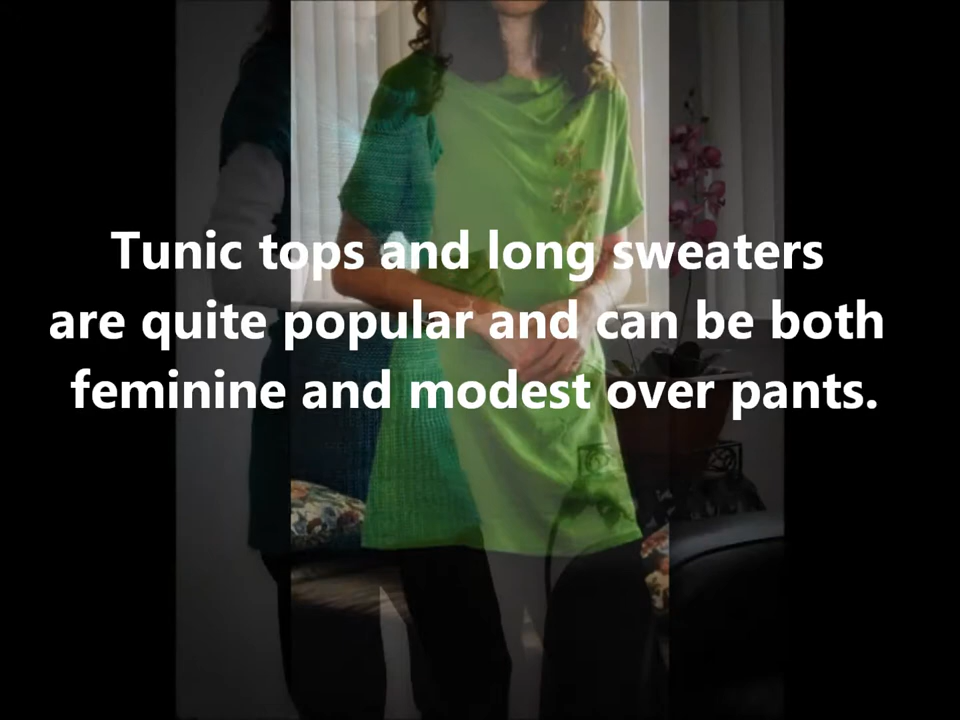 Tunic tops and long sweaters
are quite popular and can be both
feminine and modest over pants.